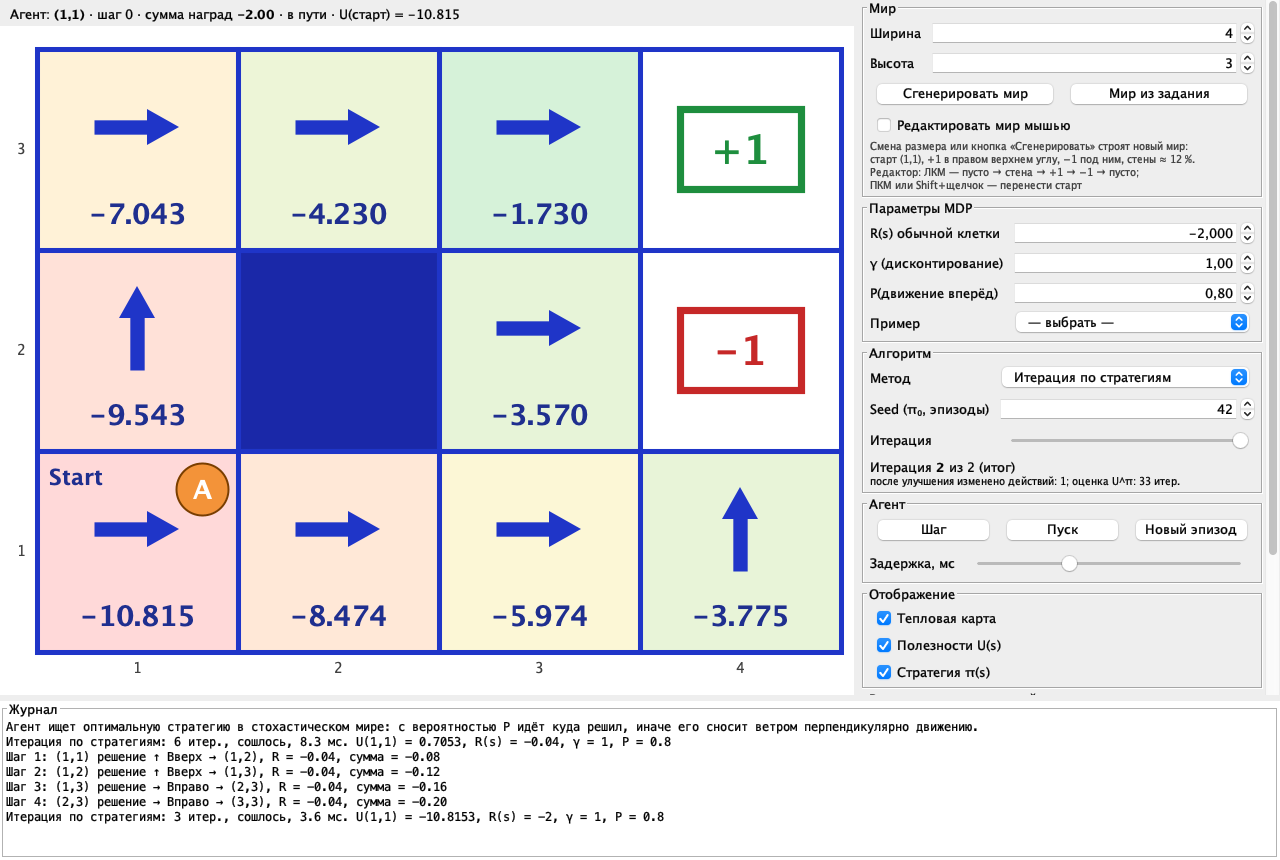 Агент: (1,1) · шаг 0 · сумма наград −2.00 · в пути · U(старт) = −10.815
3
−7.043
−4.230
−1.730
+1
2
−9.543
−3.570
−1
1
Start
A
−10.815
−8.474
−5.974
−3.775
1 2 3 4
Мир
Ширина 4
Высота 3
Сгенерировать мир
Мир из задания
Редактировать мир мышью
Смена размера или кнопка «Сгенерировать» строят новый мир:
старт (1,1), +1 в правом верхнем углу, −1 под ним, стены ≈ 12 %.
Редактор: ЛКМ — пусто → стена → +1 → −1 → пусто;
ПКМ или Shift+щелчок — перенести старт
Параметры MDP
R(s) обычной клетки −2,000
γ (дисконтирование) 1,00
P(движение вперёд) 0,80
Пример — выбрать —
Алгоритм
Метод Итерация по стратегиям
Seed (π₀, эпизоды) 42
Итерация
Итерация 2 из 2 (итог)
после улучшения изменено действий: 1; оценка U^π: 33 итер.
Агент
Шаг
Пуск
Новый эпизод
Задержка, мс
Отображение
Тепловая карта
Полезности U(s)
Стратегия π(s)
Журнал
Агент ищет оптимальную стратегию в стохастическом мире: с вероятностью P идёт куда решил, иначе его сносит ветром перпендикулярно движению.
Итерация по стратегиям: 6 итер., сошлось, 8.3 мс. U(1,1) = 0.7053, R(s) = −0.04, γ = 1, P = 0.8
Шаг 1: (1,1) решение ↑ Вверх → (1,2), R = −0.04, сумма = −0.08
Шаг 2: (1,2) решение ↑ Вверх → (1,3), R = −0.04, сумма = −0.12
Шаг 3: (1,3) решение → Вправо → (2,3), R = −0.04, сумма = −0.16
Шаг 4: (2,3) решение → Вправо → (3,3), R = −0.04, сумма = −0.20
Итерация по стратегиям: 3 итер., сошлось, 3.6 мс. U(1,1) = −10.8153, R(s) = −2, γ = 1, P = 0.8